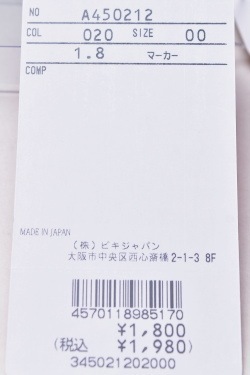 NO A450212
COL 020 SIZE 00
1.8 マーカー
COMP
MADE IN JAPAN
(株)ピキジャパン
大阪市中央区西心斎橋2-1-3 8F
4570118985170
¥1,800
(税込 ¥1,980)
345021202000